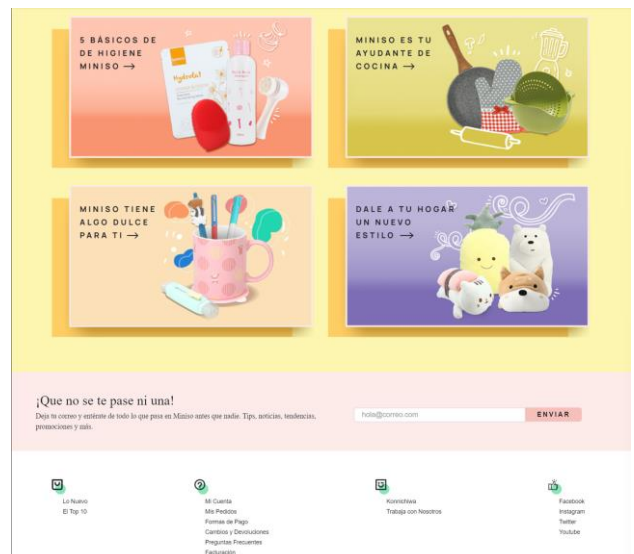 5 BÁSICOS DE
DE HIGIENE
MINISO →
Hydrata!
MINISO ES TU
AYUDANTE DE
COCINA →
MINISO TIENE
ALGO DULCE
PARA TI →
DALE A TU HOGAR
UN NUEVO
ESTILO →
¡Que no se te pase ni una!
Deja tu correo y entérate de todo lo que pasa en Miniso antes que nadie. Tips, noticias, tendencias,
promociones y más.
hola@correo.com
ENVIAR
Lo Nuevo
El Top 10
Mi Cuenta
Mis Pedidos
Formas de Pago
Cambios y Devoluciones
Preguntas Frecuentes
Facturación
Konnichiwa
Trabaja con Nosotros
Facebook
Instagram
Twitter
Youtube